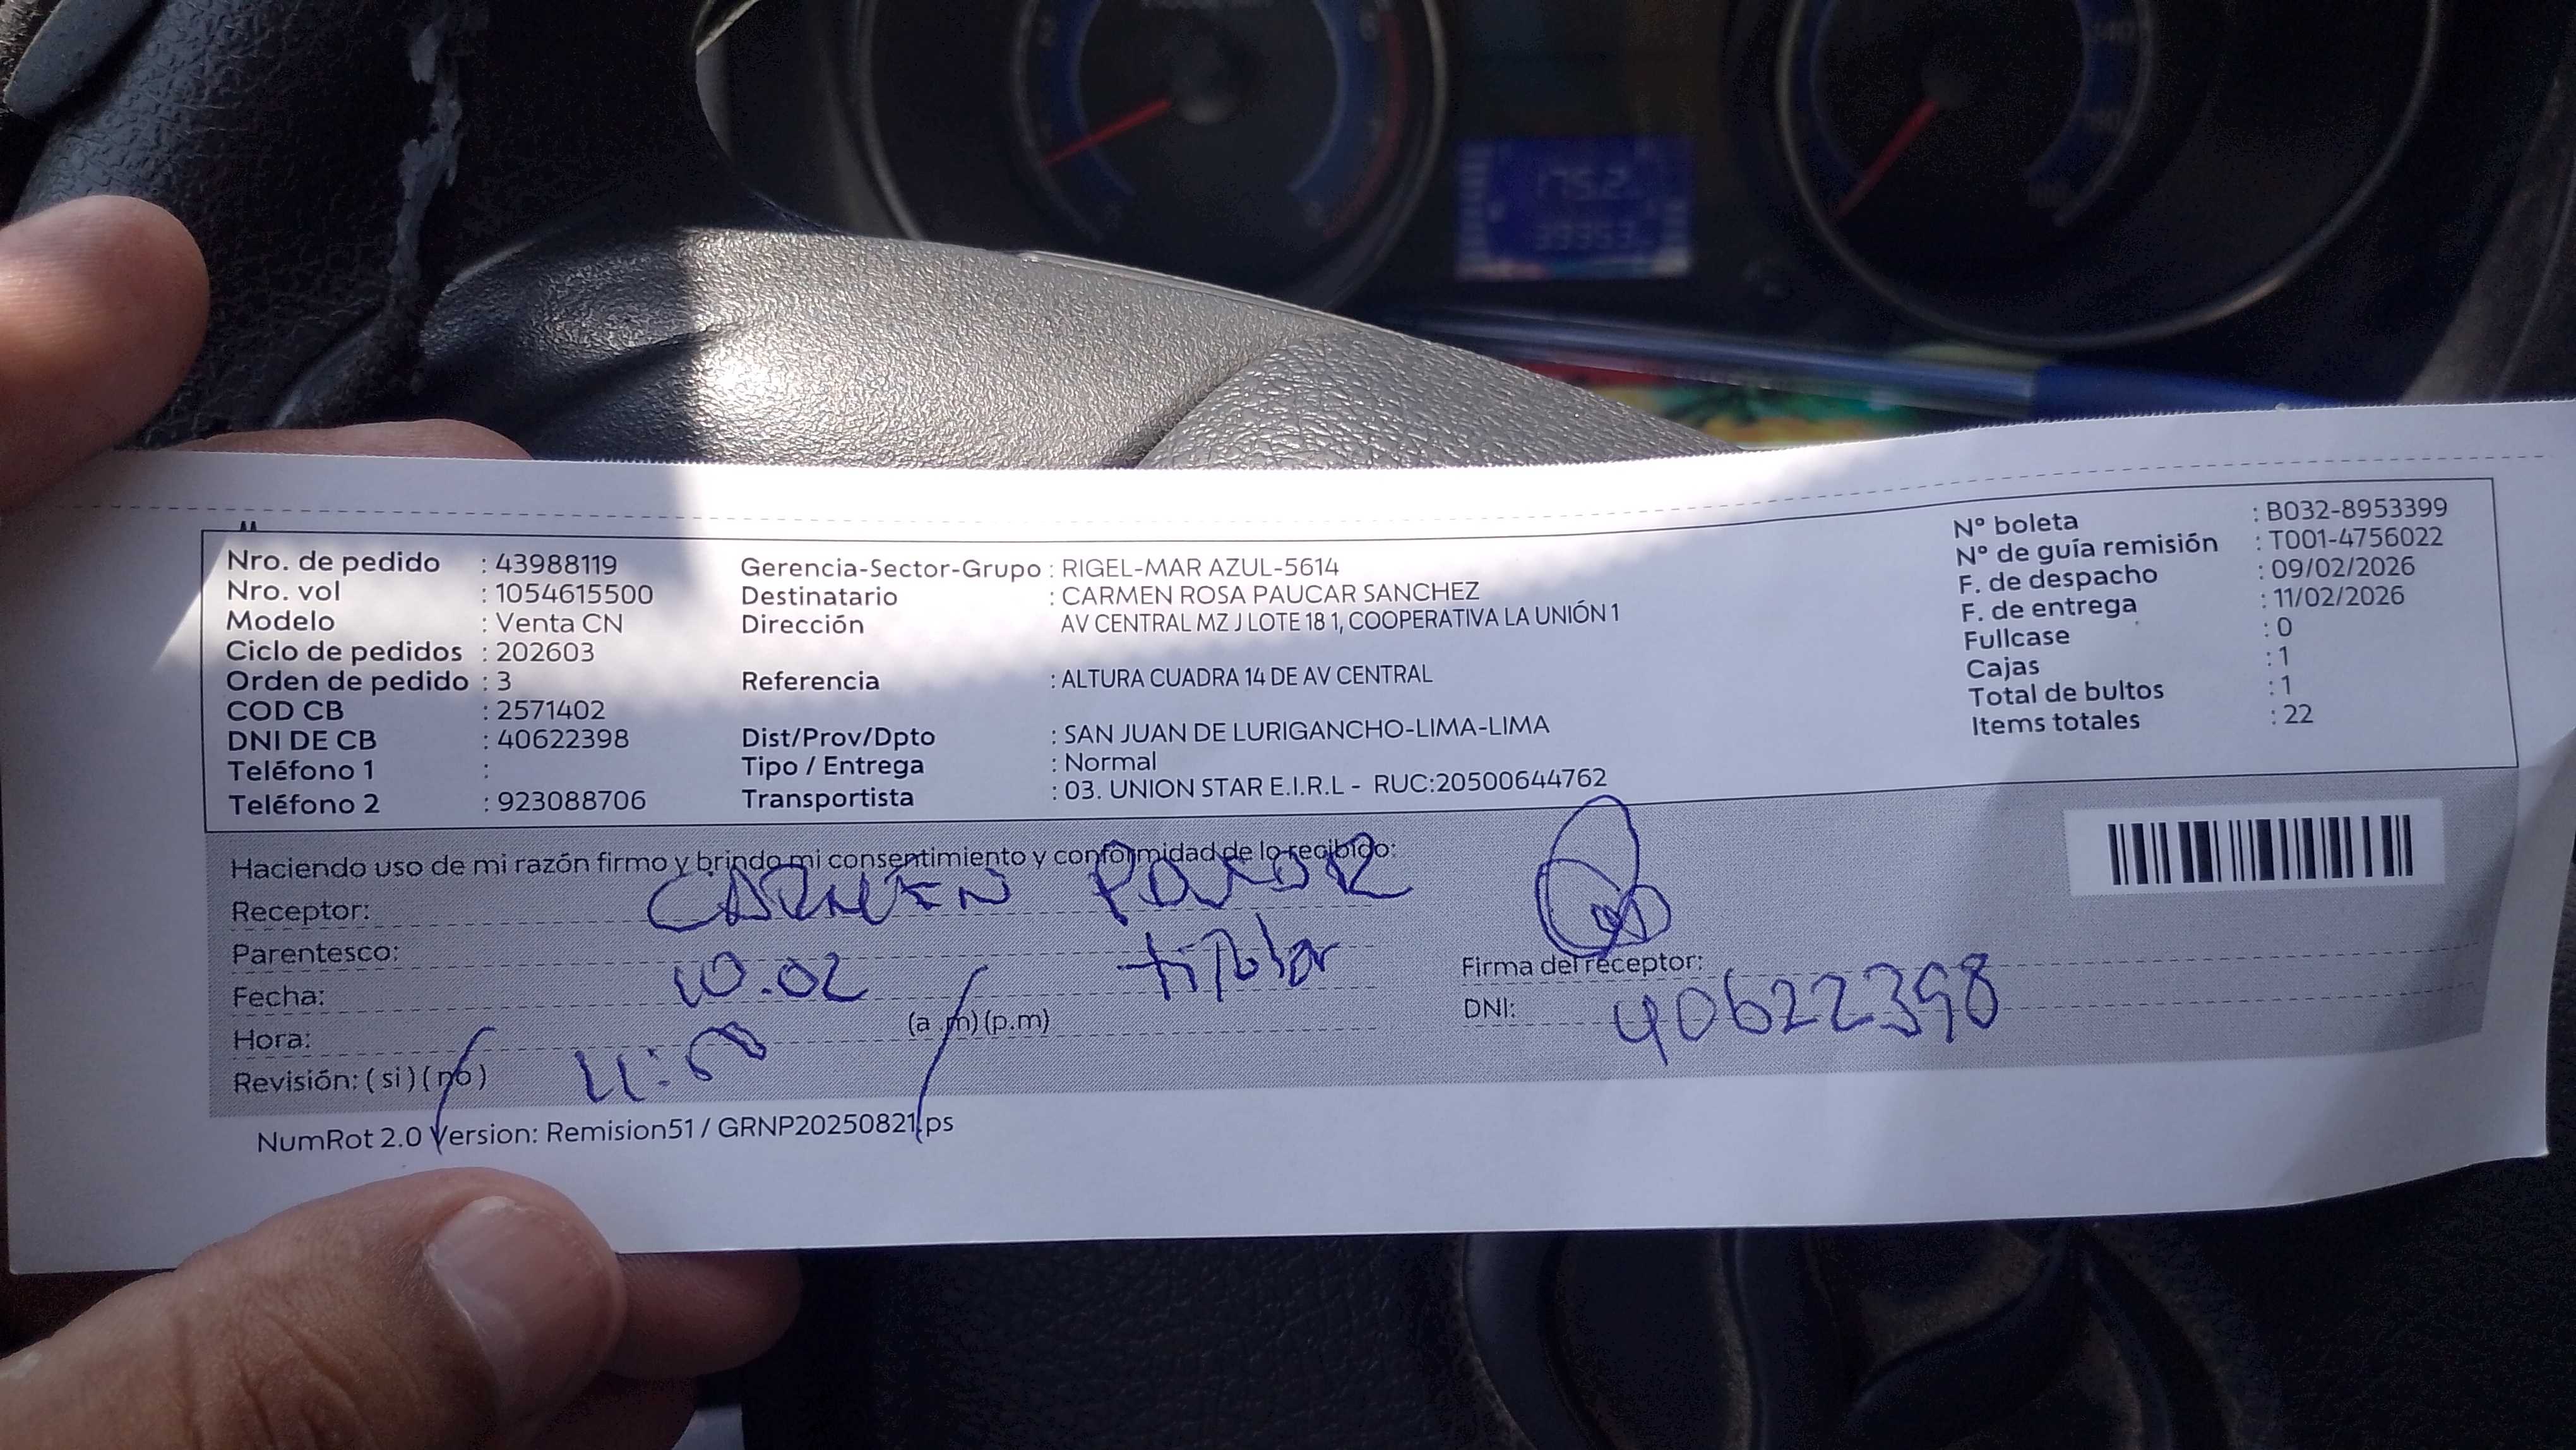 Nro. de pedido : 43988119
Nro. vol : 1054615500
Modelo : Venta CN
Ciclo de pedidos : 202603
Orden de pedido : 3
COD CB : 2571402
DNI DE CB : 40622398
Teléfono 1 :
Teléfono 2 : 923088706
Gerencia-Sector-Grupo : RIGEL-MAR AZUL-5614
Destinatario : CARMEN ROSA PAUCAR SANCHEZ
Dirección AV CENTRAL MZ J LOTE 18 1, COOPERATIVA LA UNIÓN 1
Referencia : ALTURA CUADRA 14 DE AV CENTRAL
Dist/Prov/Dpto : SAN JUAN DE LURIGANCHO-LIMA-LIMA
Tipo / Entrega : Normal
Transportista : 03. UNION STAR E.I.R.L - RUC:20500644762
N° boleta : B032-8953399
N° de guía remisión : T001-4756022
F. de despacho : 09/02/2026
F. de entrega : 11/02/2026
Fullcase : 0
Cajas : 1
Total de bultos : 1
Items totales : 22
Haciendo uso de mi razón firmo y brindo mi consentimiento y conformidad de lo recibido:
Receptor: CARMEN PAUCAR
Parentesco: titular
Fecha: 10.02
Hora: 11:50 (a .m) (p.m)
Revisión: ( si ) ( no )
Firma del receptor:
DNI: 40622398
NumRot 2.0 Version: Remision51 / GRNP20250821.ps